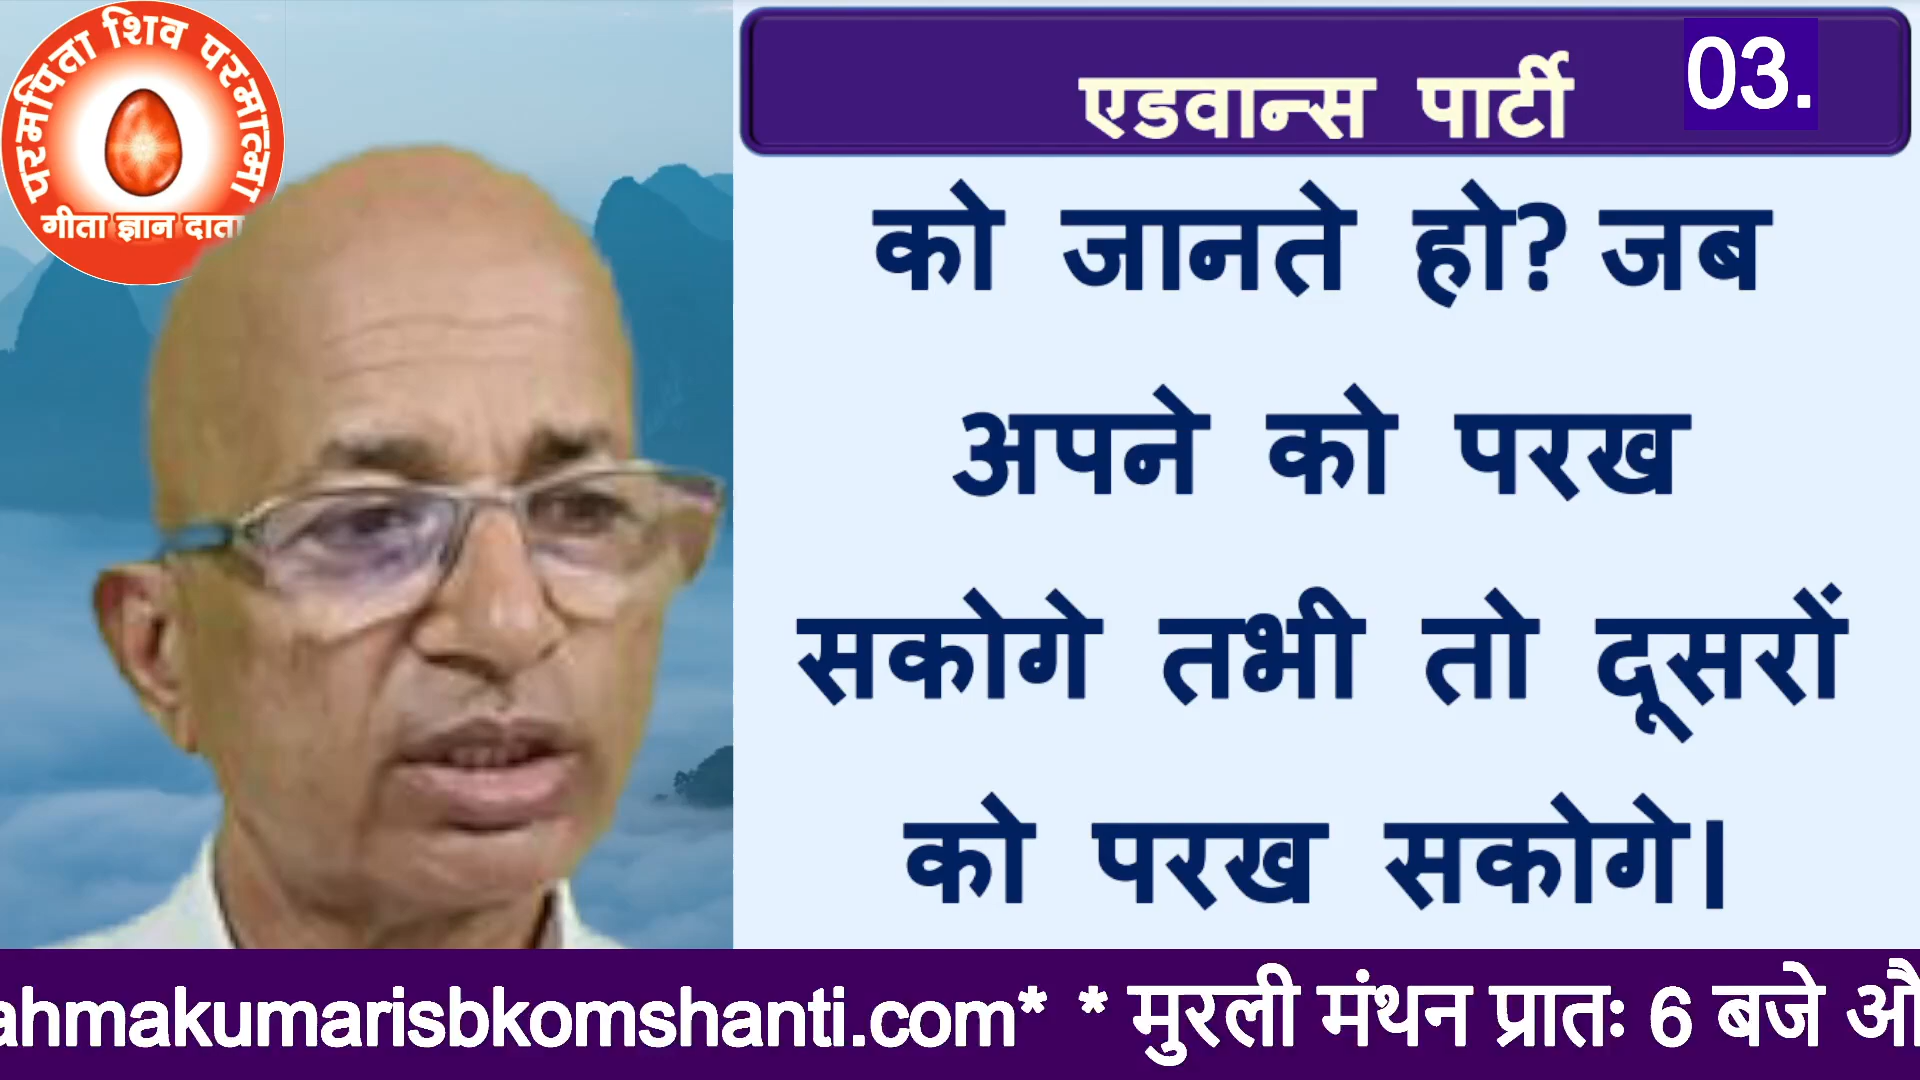 परमपिता शिव परमात्मा
गीता ज्ञान दाता
एडवान्स पार्टी
03.
को जानते हो? जब
अपने को परख
सकोगे तभी तो दूसरों
को परख सकोगे।
ahmakumarisbkomshanti.com* * मुरली मंथन प्रातः 6 बजे औ